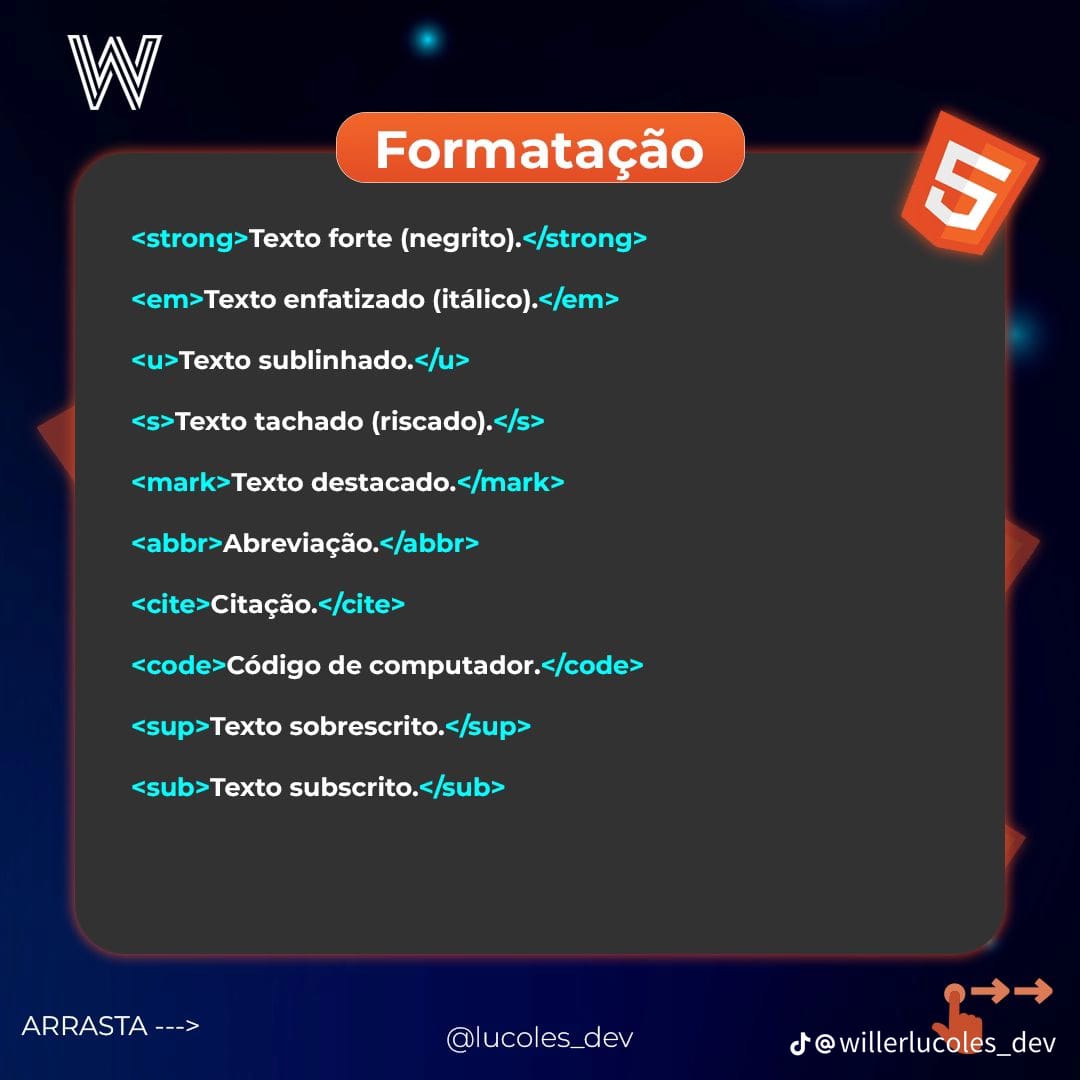 W
Formatação
5
<strong>Texto forte (negrito).</strong>
<em>Texto enfatizado (itálico).</em>
<u>Texto sublinhado.</u>
<s>Texto tachado (riscado).</s>
<mark>Texto destacado.</mark>
<abbr>Abreviação.</abbr>
<cite>Citação.</cite>
<code>Código de computador.</code>
<sup>Texto sobrescrito.</sup>
<sub>Texto subscrito.</sub>
ARRASTA --->
@lucoles_dev
@willerlucoles_dev